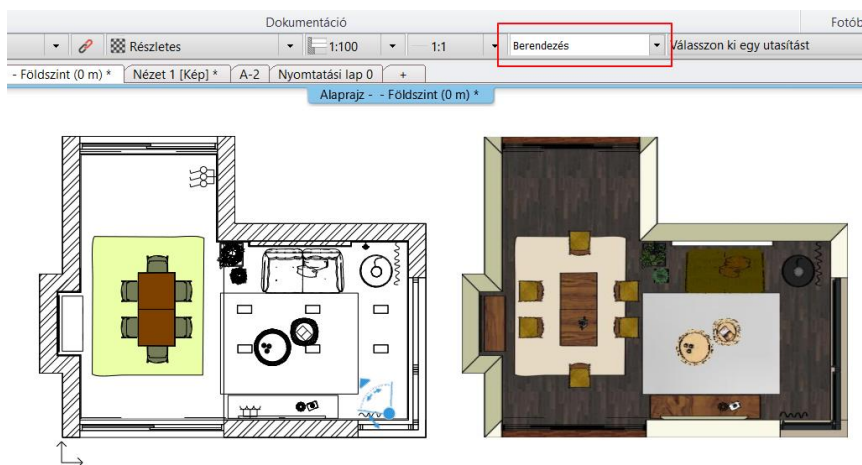 Dokumentáció
Fotób
Részletes
1:100
1:1
Berendezés
Válasszon ki egy utasítást
- Földszint (0 m) *
Nézet 1 [Kép] *
A-2
Nyomtatási lap 0
+
Alaprajz - - Földszint (0 m) *